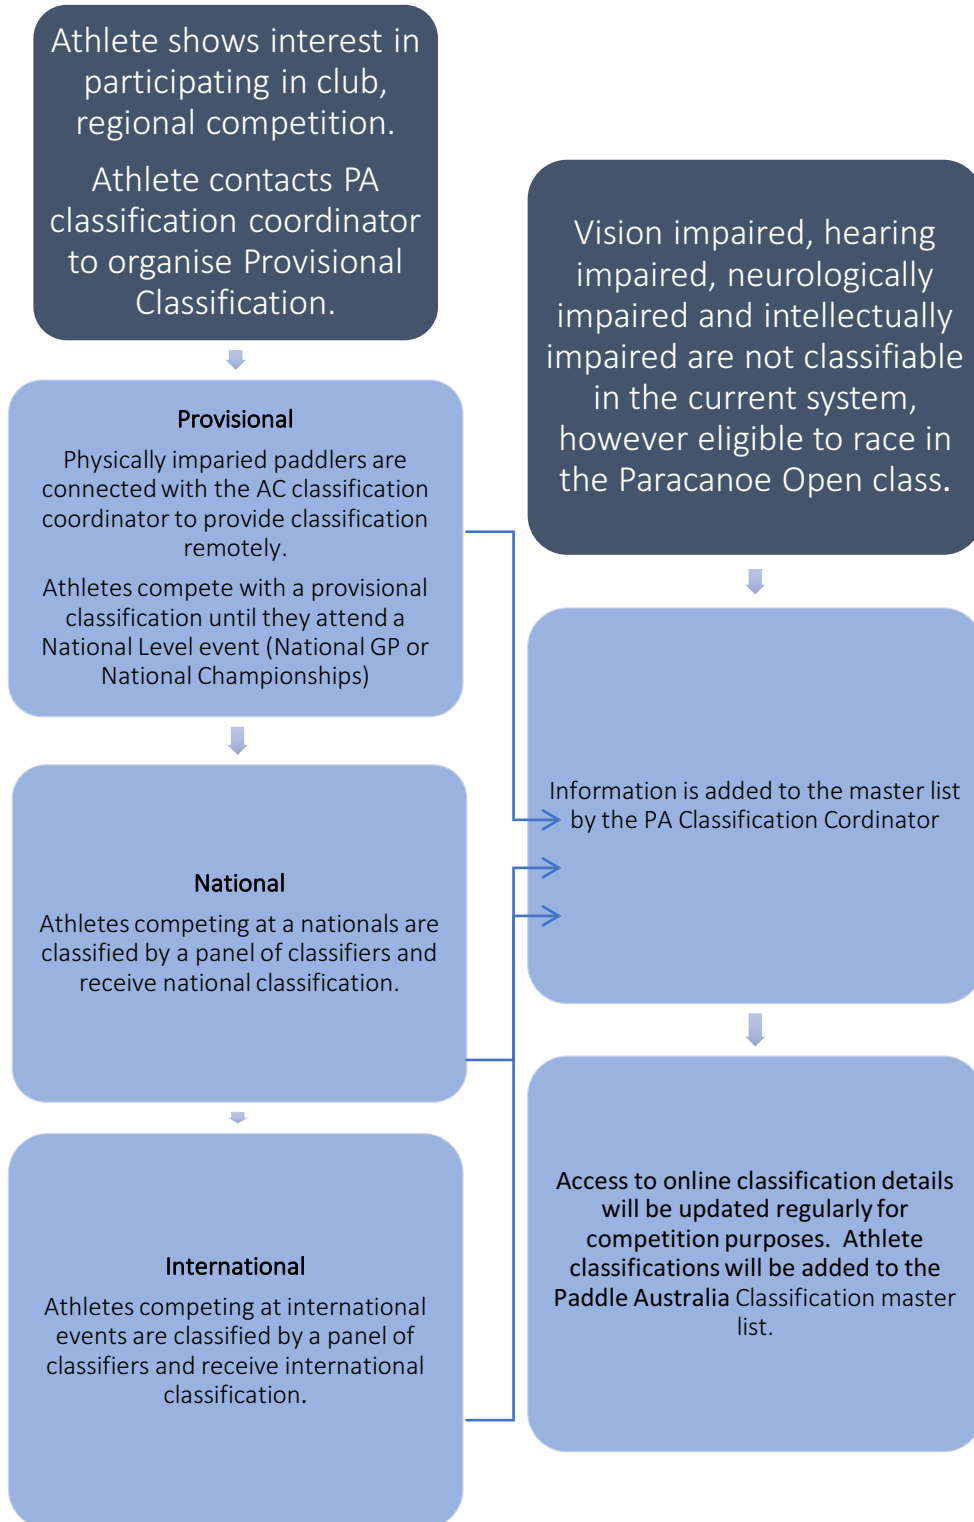 Athlete shows interest in
participating in club,
regional competition.
Athlete contacts PA
classification coordinator
to organise Provisional
Classification.
Provisional
Physically imparied paddlers are
connected with the AC classification
coordinator to provide classification
remotely.
Athletes compete with a provisional
classification until they attend a
National Level event (National GP or
National Championships)
National
Athletes competing at a nationals are
classified by a panel of classifiers and
receive national classification.
International
Athletes competing at international
events are classified by a panel of
classifiers and receive international
classification.
Vision impaired, hearing
impaired, neurologically
impaired and intellectually
impaired are not classifiable
in the current system,
however eligible to race in
the Paracanoe Open class.
Information is added to the master list
by the PA Classification Cordinator
Access to online classification details
will be updated regularly for
competition purposes. Athlete
classifications will be added to the
Paddle Australia Classification master
list.